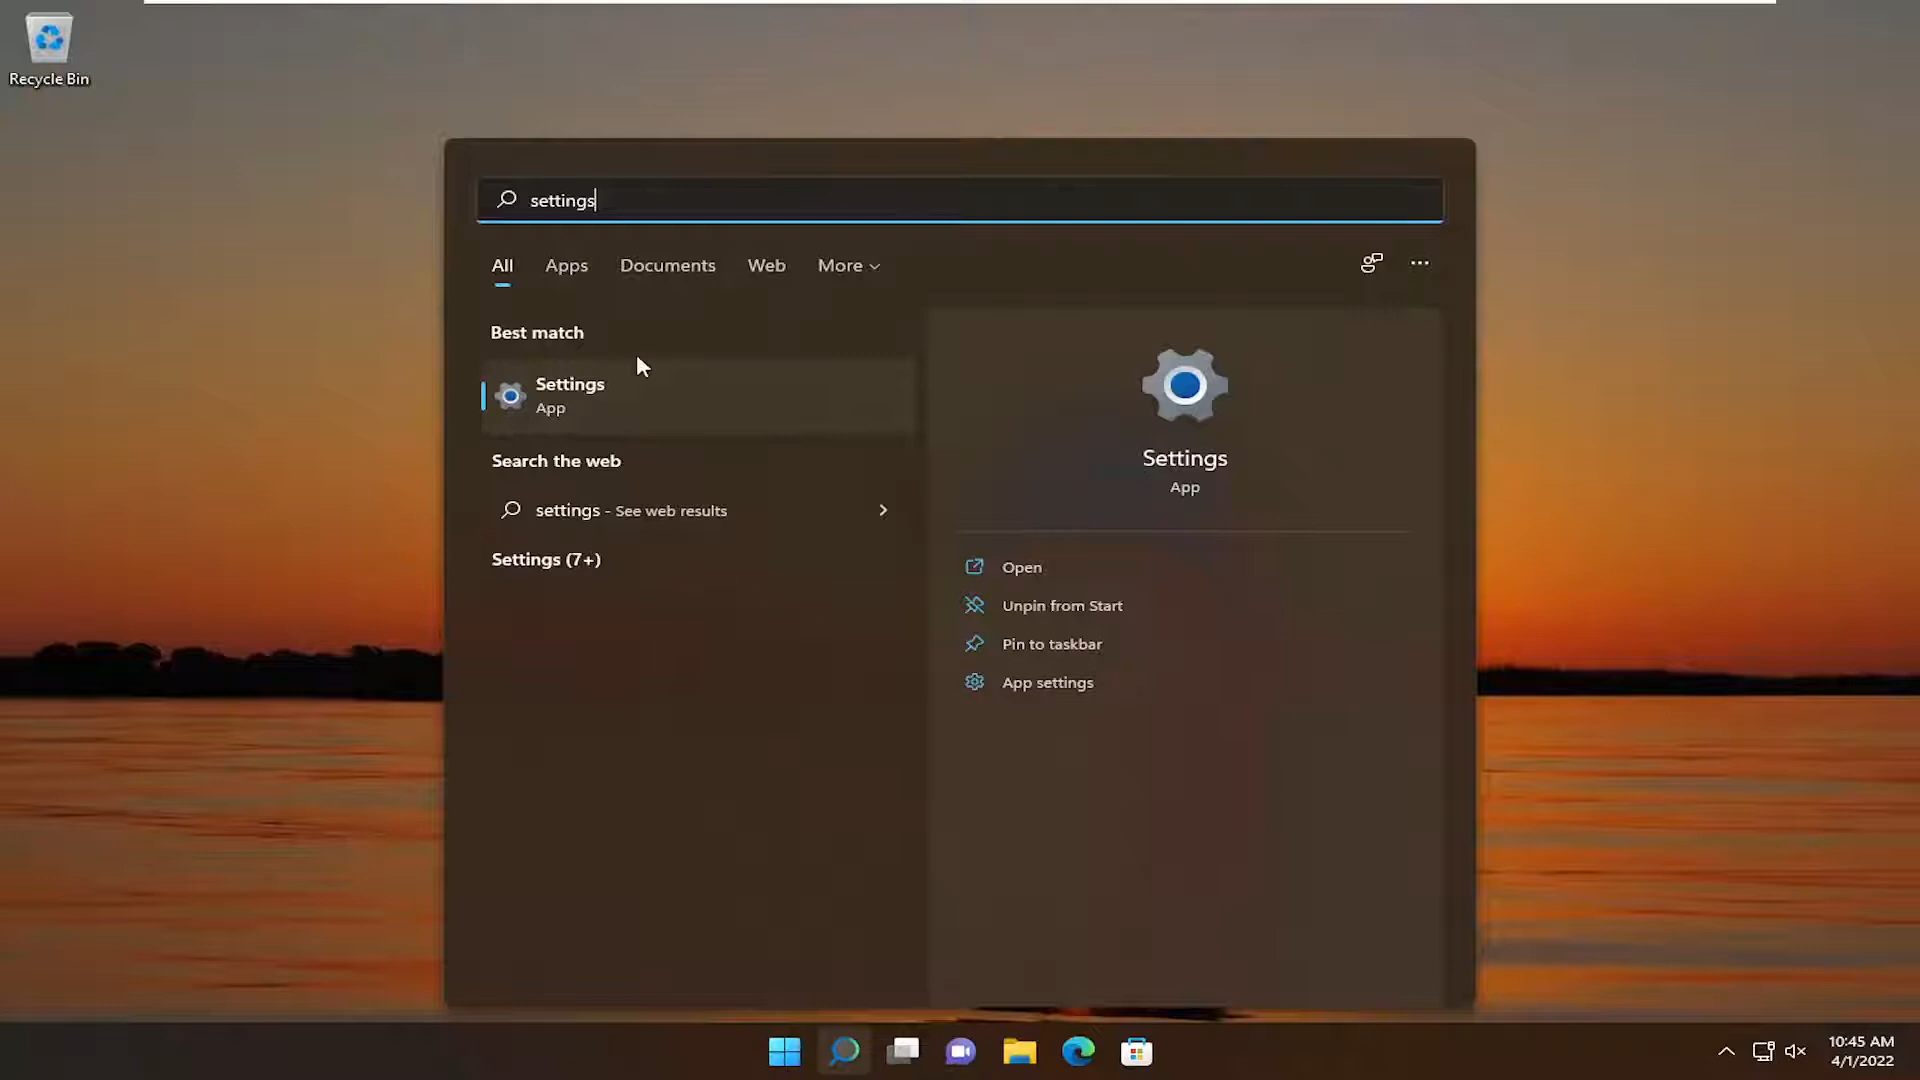 Recycle Bin
settings
All Apps Documents Web More
Best match
Settings
App
Search the web
settings - See web results
Settings (7+)
Settings
App
Open
Unpin from Start
Pin to taskbar
App settings
10:45 AM
4/1/2022